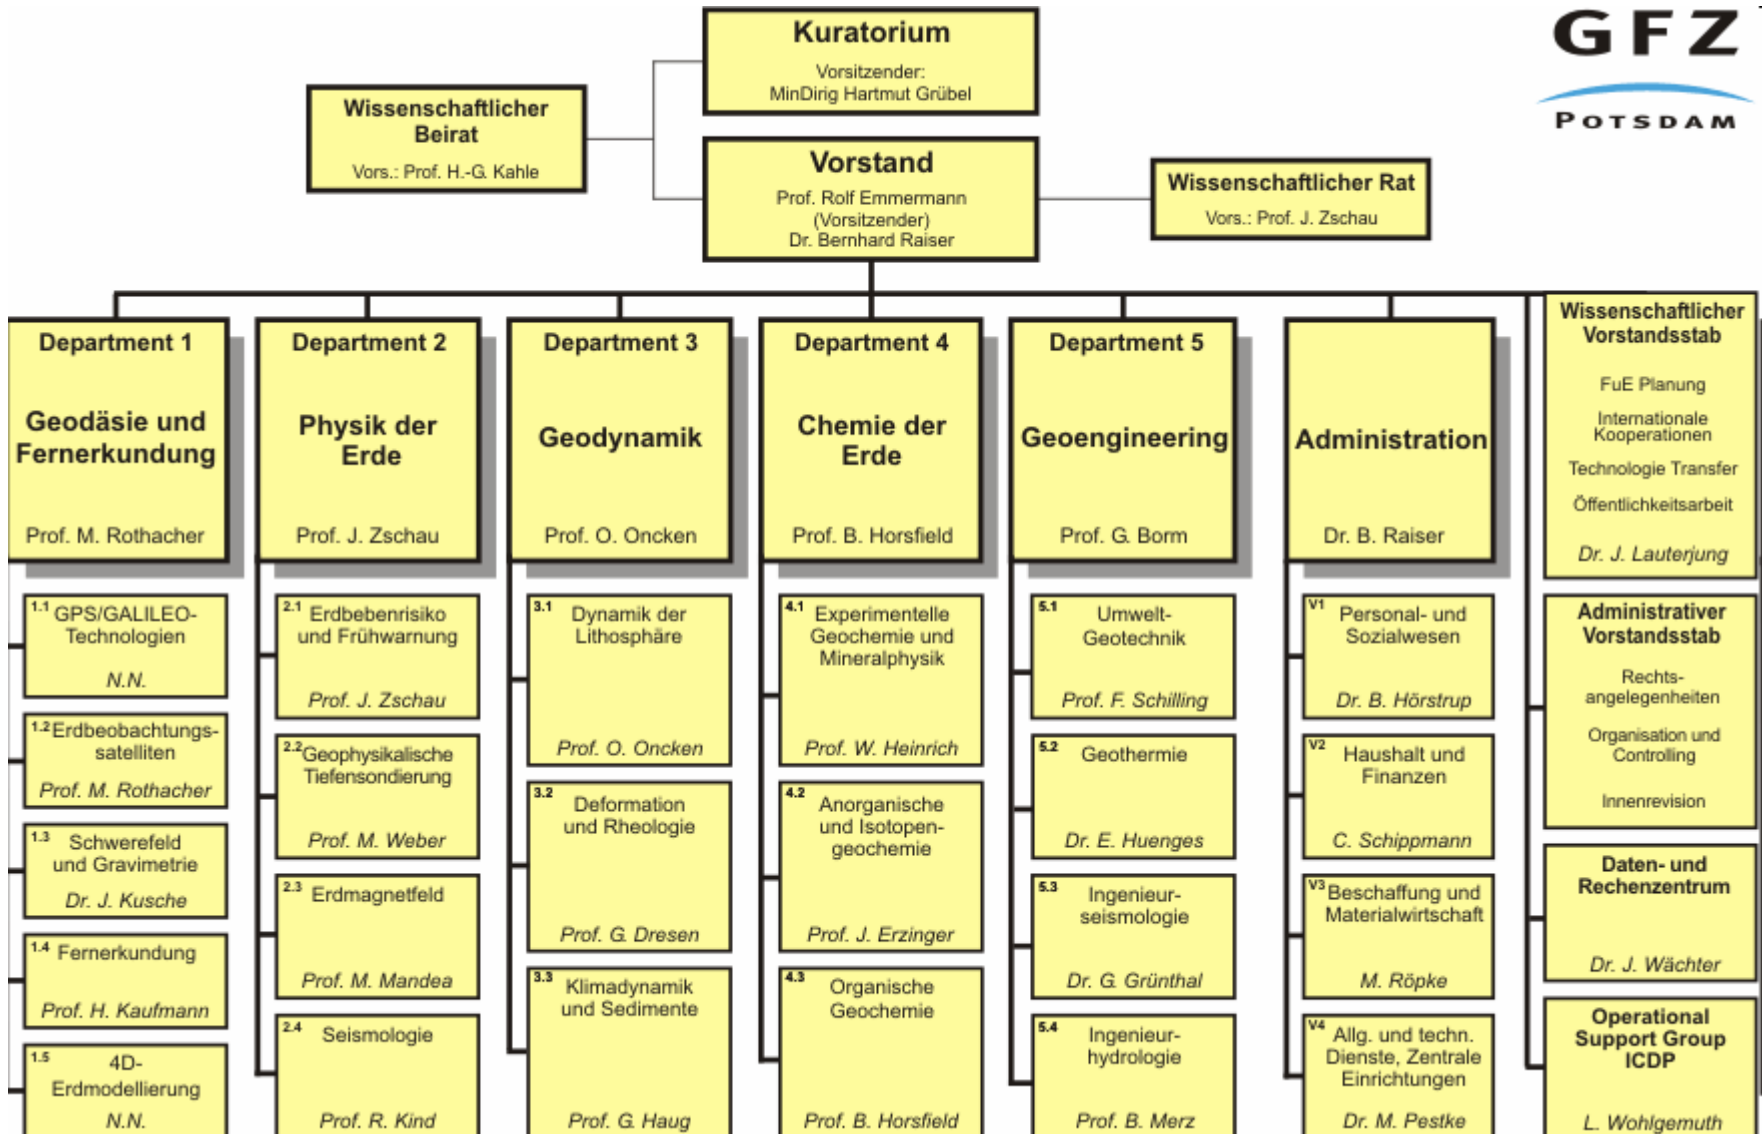 GFZ
POTSDAM
Kuratorium
Vorsitzender:
MinDirig Hartmut Grübel
Wissenschaftlicher
Beirat
Vors.: Prof. H.-G. Kahle
Vorstand
Prof. Rolf Emmermann
(Vorsitzender)
Dr. Bernhard Raiser
Wissenschaftlicher Rat
Vors.: Prof. J. Zschau
Department 1
Geodäsie und
Fernerkundung
Prof. M. Rothacher
1.1 GPS/GALILEO-
Technologien
N.N.
1.2 Erdbeobachtungs-
satelliten
Prof. M. Rothacher
1.3 Schwerefeld
und Gravimetrie
Dr. J. Kusche
1.4 Fernerkundung
Prof. H. Kaufmann
1.5 4D-
Erdmodellierung
N.N.
Department 2
Physik der
Erde
Prof. J. Zschau
2.1 Erdbebenrisiko
und Frühwarnung
Prof. J. Zschau
2.2 Geophysikalische
Tiefensondierung
Prof. M. Weber
2.3 Erdmagnetfeld
Prof. M. Mandea
2.4 Seismologie
Prof. R. Kind
Department 3
Geodynamik
Prof. O. Oncken
3.1 Dynamik der
Lithosphäre
Prof. O. Oncken
3.2 Deformation
und Rheologie
Prof. G. Dresen
3.3 Klimadynamik
und Sedimente
Prof. G. Haug
Department 4
Chemie der
Erde
Prof. B. Horsfield
4.1 Experimentelle
Geochemie und
Mineralphysik
Prof. W. Heinrich
4.2 Anorganische
und Isotopen-
geochemie
Prof. J. Erzinger
4.3 Organische
Geochemie
Prof. B. Horsfield
Department 5
Geoengineering
Prof. G. Borm
5.1 Umwelt-
Geotechnik
Prof. F. Schilling
5.2 Geothermie
Dr. E. Huenges
5.3 Ingenieur-
seismologie
Dr. G. Grünthal
5.4 Ingenieur-
hydrologie
Prof. B. Merz
Administration
Dr. B. Raiser
V1 Personal- und
Sozialwesen
Dr. B. Hörstrup
V2 Haushalt und
Finanzen
C. Schippmann
V3 Beschaffung und
Materialwirtschaft
M. Röpke
V4 Allg. und techn.
Dienste, Zentrale
Einrichtungen
Dr. M. Pestke
Wissenschaftlicher
Vorstandsstab
FuE Planung
Internationale
Kooperationen
Technologie Transfer
Öffentlichkeitsarbeit
Dr. J. Lauterjung
Administrativer
Vorstandsstab
Rechts-
angelegenheiten
Organisation und
Controlling
Innenrevision
Daten- und
Rechenzentrum
Dr. J. Wächter
Operational
Support Group
ICDP
L. Wohlgemuth